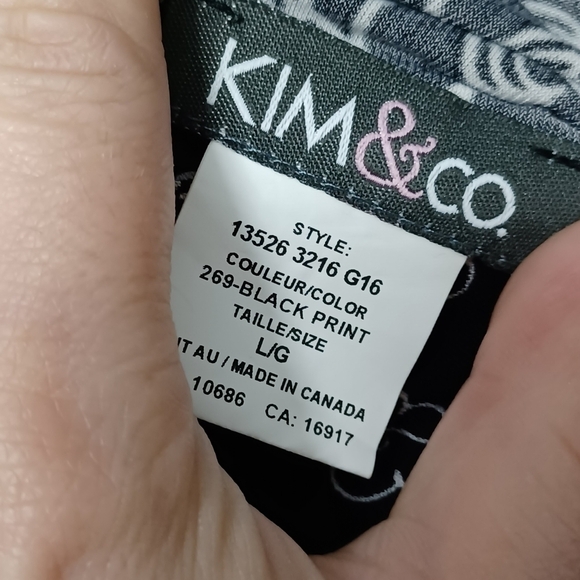 KIM&CO.
STYLE:
13526 3216 G16
COULEUR/COLOR
269-BLACK PRINT
TAILLE/SIZE
L/G
AU / MADE IN CANADA
10686 CA: 16917